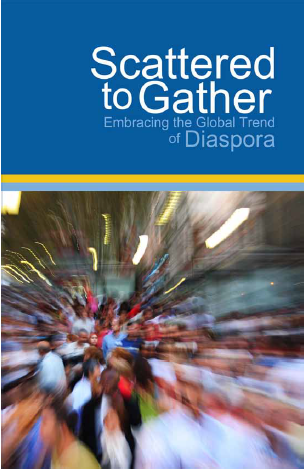 Scattered
to Gather
Embracing the Global Trend
of Diaspora